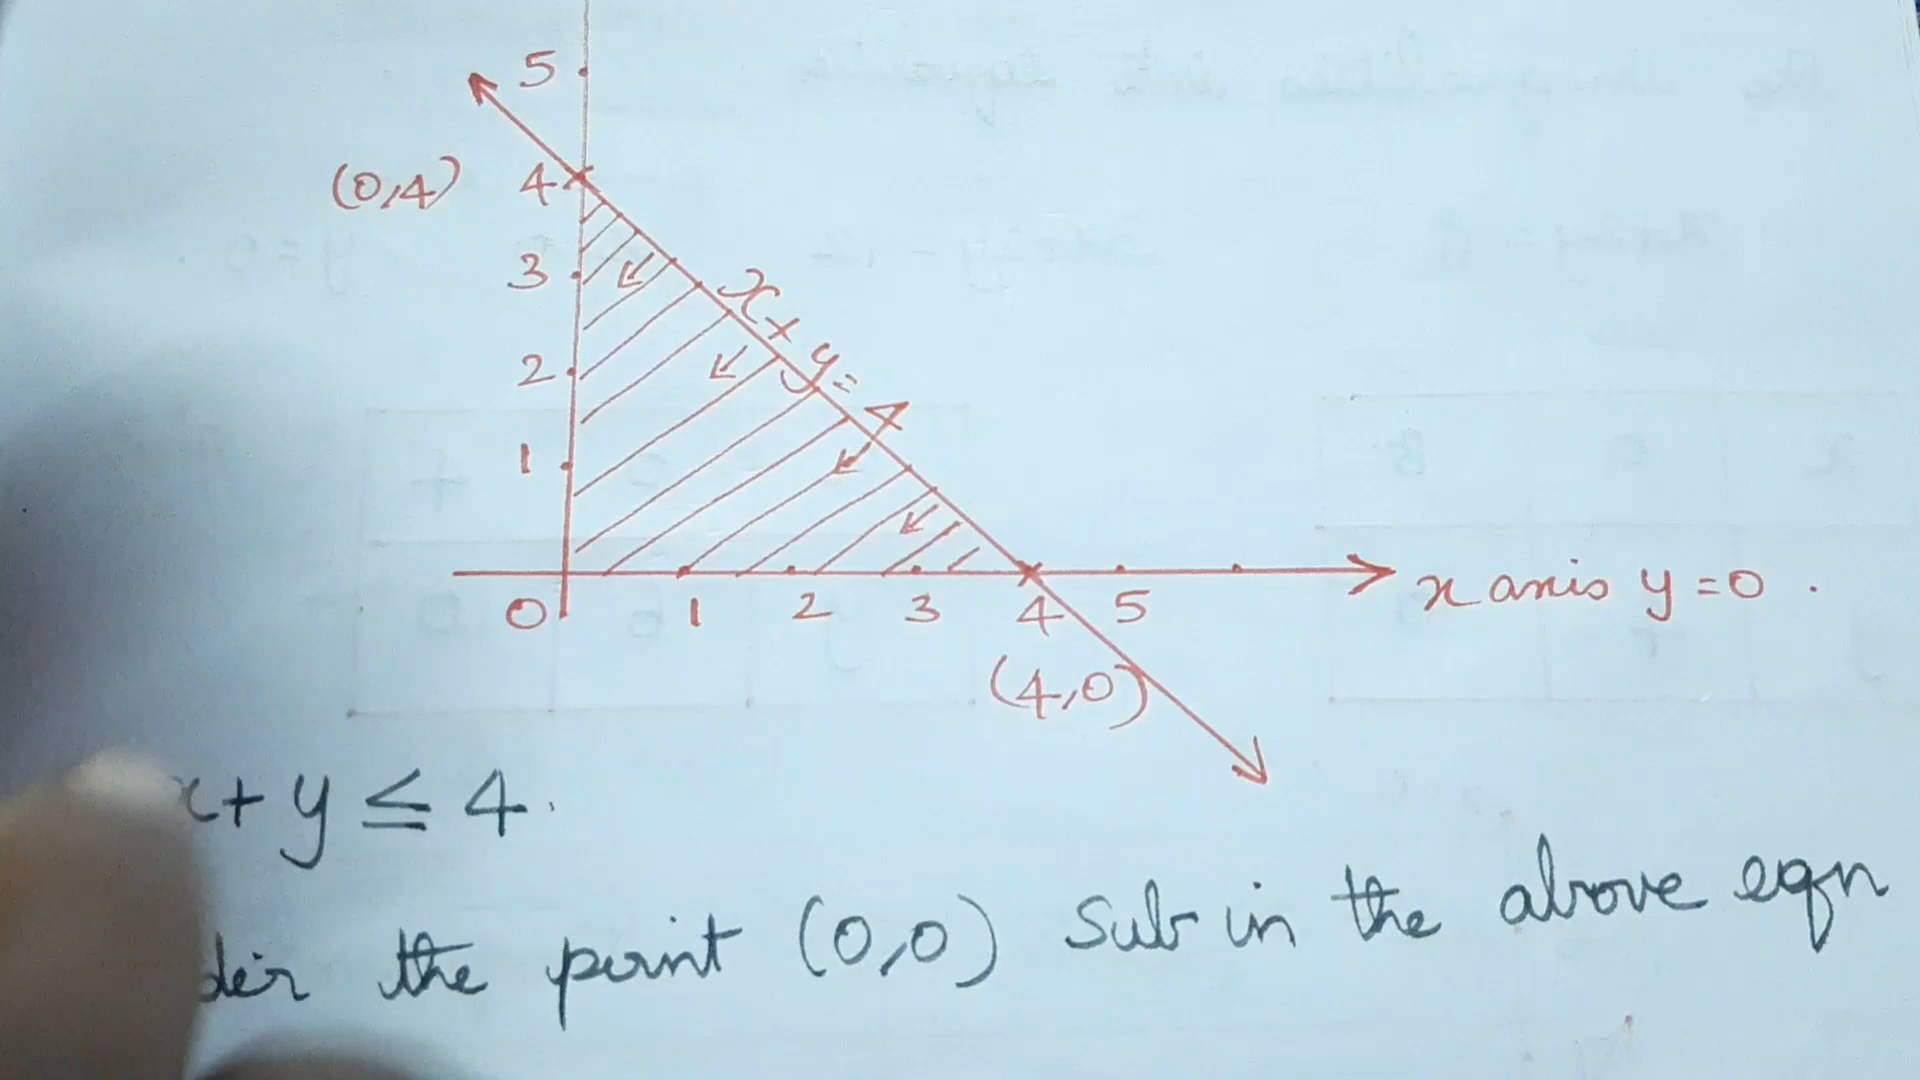 5
(0,4) 4
3
x + y = 4
2
1
0 1 2 3 4 5
x axis y = 0 .
(4,0)
x + y ≤ 4 .
the point (0,0) Sub in the above eqn